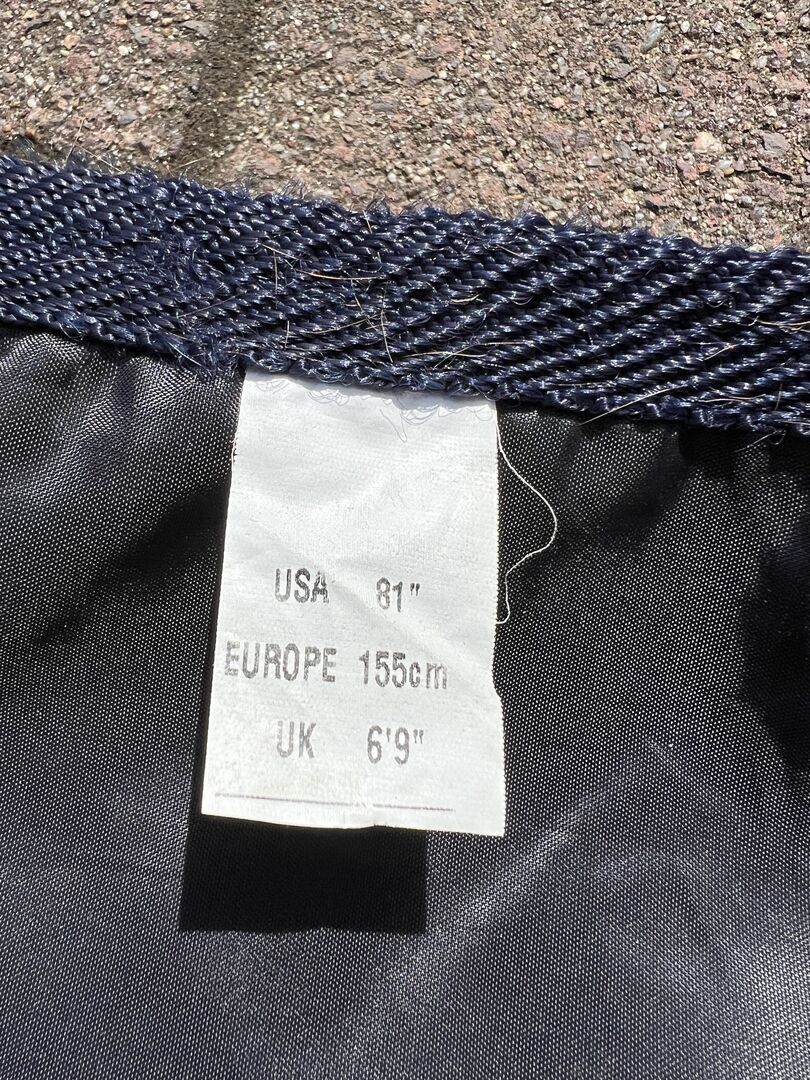 USA 81"
EUROPE 155cm
UK 6'9"